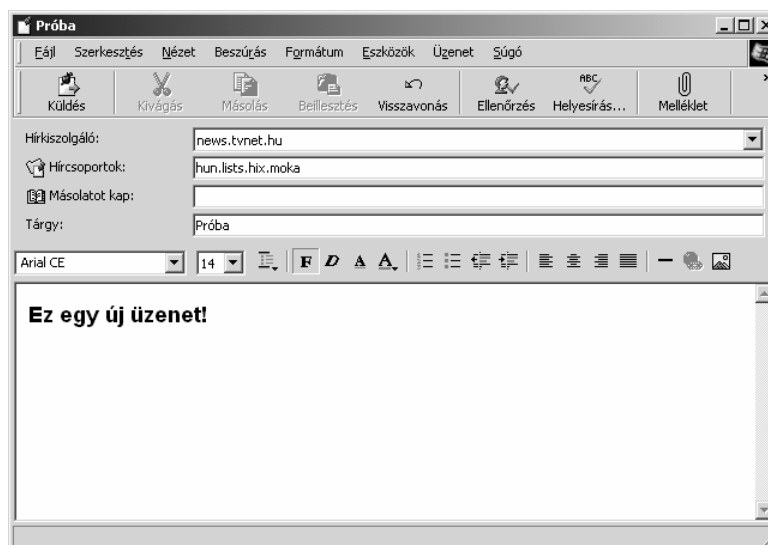 Próba
Fájl Szerkesztés Nézet Beszúrás Formátum Eszközök Üzenet Súgó
Küldés Kivágás Másolás Beillesztés Visszavonás Ellenőrzés ABC Helyesírás... Melléklet »
Hírkiszolgáló: news.tvnet.hu
Hírcsoportok: hun.lists.hix.moka
Másolatot kap:
Tárgy: Próba
Arial CE 14 F D A A
Ez egy új üzenet!